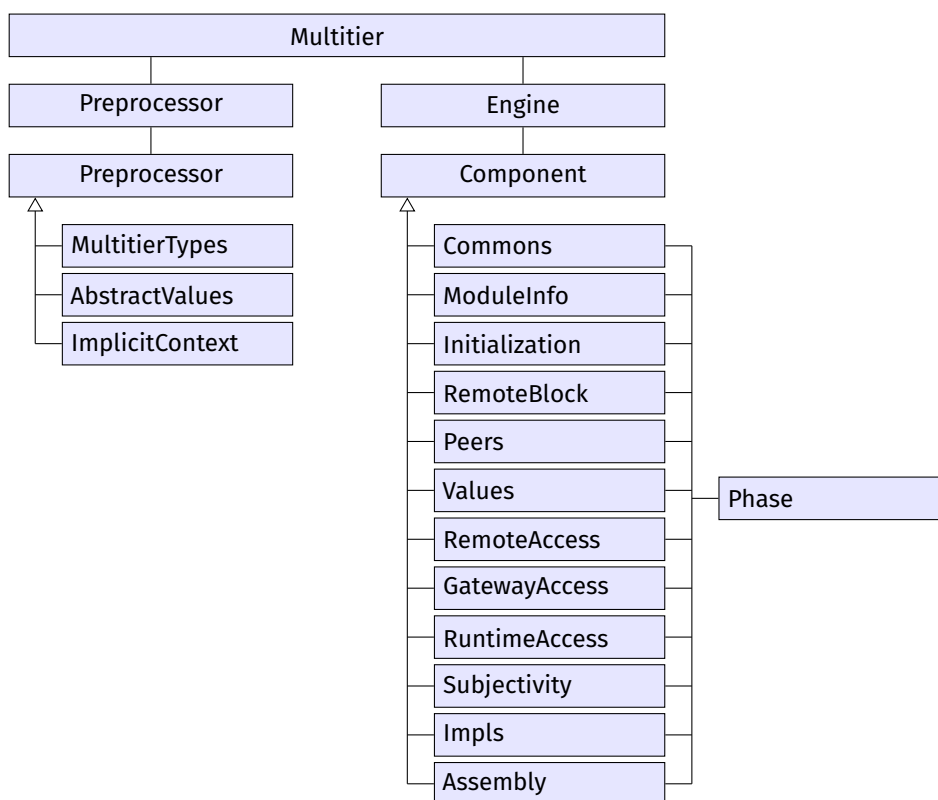 Multitier
Preprocessor
Engine
Preprocessor
Component
MultitierTypes
AbstractValues
ImplicitContext
Commons
ModuleInfo
Initialization
RemoteBlock
Peers
Values
RemoteAccess
GatewayAccess
RuntimeAccess
Subjectivity
Impls
Assembly
Phase